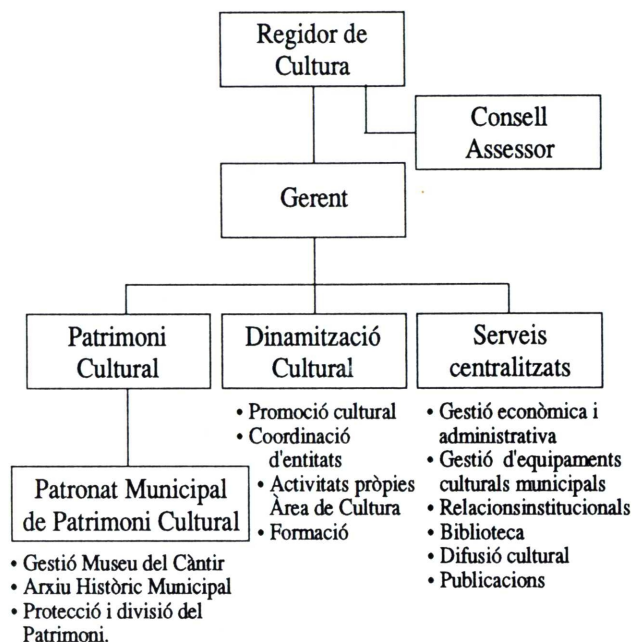 Regidor de
Cultura
Consell
Assessor
Gerent
Patrimoni
Cultural
Dinamització
Cultural
Serveis
centralitzats
Patronat Municipal
de Patrimoni Cultural
• Gestió Museu del Càntir
• Arxiu Històric Municipal
• Protecció i divisió del
Patrimoni.
• Promoció cultural
• Coordinació
d'entitats
• Activitats pròpies
Àrea de Cultura
• Formació
• Gestió econòmica i
administrativa
• Gestió d'equipaments
culturals municipals
• Relacionsinstitucionals
• Biblioteca
• Difusió cultural
• Publicacions